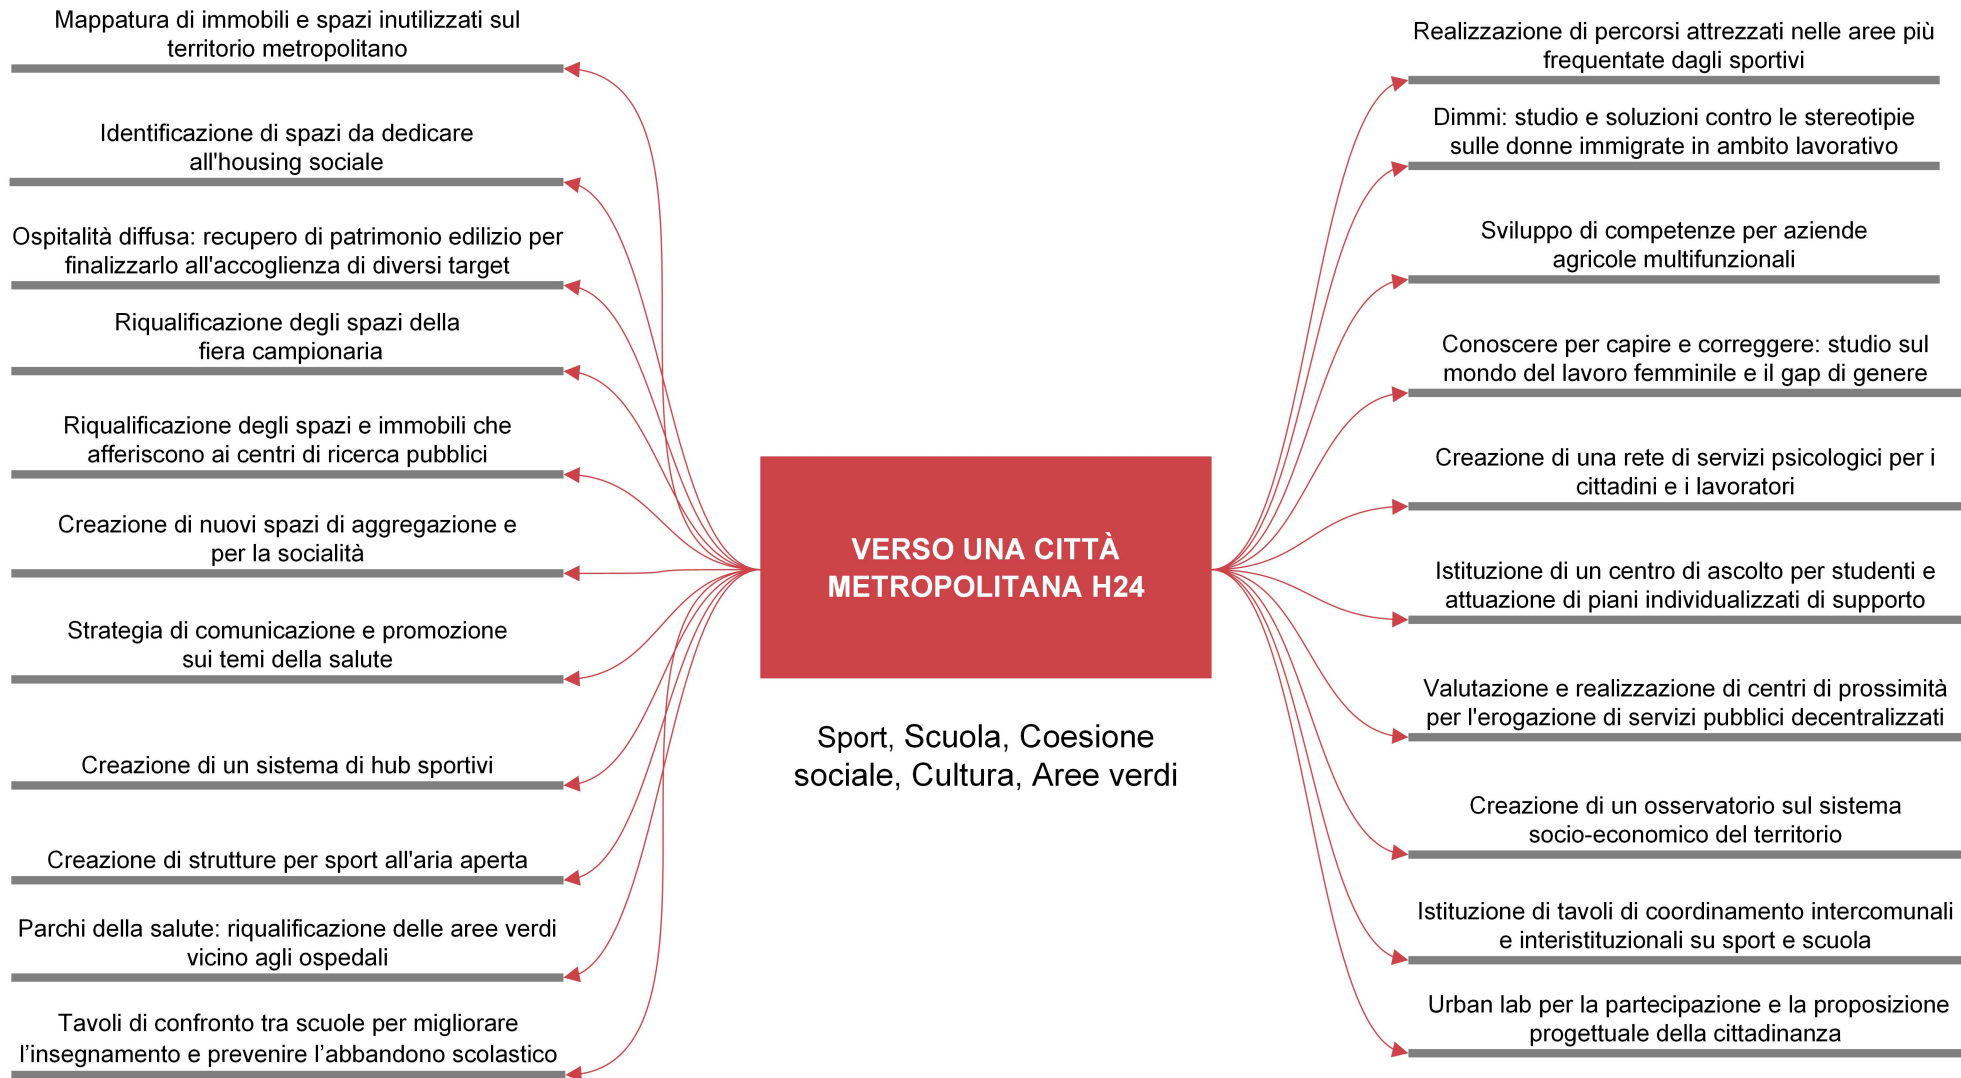 Mappatura di immobili e spazi inutilizzati sul
territorio metropolitano
Identificazione di spazi da dedicare
all'housing sociale
Ospitalità diffusa: recupero di patrimonio edilizio per
finalizzarlo all'accoglienza di diversi target
Riqualificazione degli spazi della
fiera campionaria
Riqualificazione degli spazi e immobili che
afferiscono ai centri di ricerca pubblici
Creazione di nuovi spazi di aggregazione e
per la socialità
Strategia di comunicazione e promozione
sui temi della salute
Creazione di un sistema di hub sportivi
Creazione di strutture per sport all'aria aperta
Parchi della salute: riqualificazione delle aree verdi
vicino agli ospedali
Tavoli di confronto tra scuole per migliorare
l’insegnamento e prevenire l’abbandono scolastico
VERSO UNA CITTÀ
METROPOLITANA H24
Sport, Scuola, Coesione
sociale, Cultura, Aree verdi
Realizzazione di percorsi attrezzati nelle aree più
frequentate dagli sportivi
Dimmi: studio e soluzioni contro le stereotipie
sulle donne immigrate in ambito lavorativo
Sviluppo di competenze per aziende
agricole multifunzionali
Conoscere per capire e correggere: studio sul
mondo del lavoro femminile e il gap di genere
Creazione di una rete di servizi psicologici per i
cittadini e i lavoratori
Istituzione di un centro di ascolto per studenti e
attuazione di piani individualizzati di supporto
Valutazione e realizzazione di centri di prossimità
per l'erogazione di servizi pubblici decentralizzati
Creazione di un osservatorio sul sistema
socio-economico del territorio
Istituzione di tavoli di coordinamento intercomunali
e interistituzionali su sport e scuola
Urban lab per la partecipazione e la proposizione
progettuale della cittadinanza